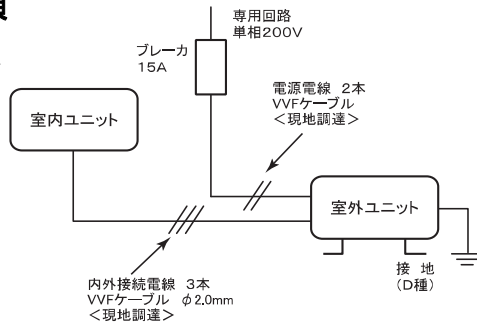 専用回路
単相200V
ブレーカ
15A
電源電線 2本
VVFケーブル
<現地調達>
室内ユニット
室外ユニット
内外接続電線 3本
VVFケーブル φ2.0mm
<現地調達>
接 地
(D種)